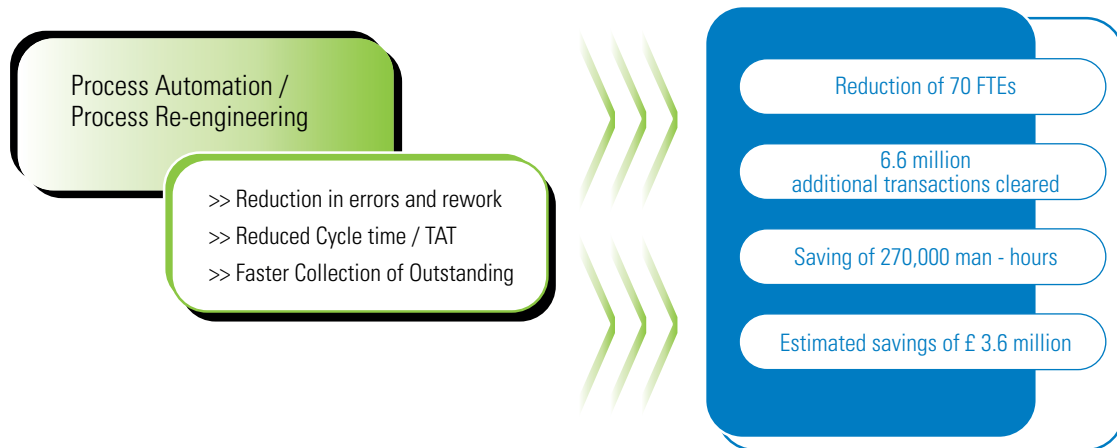 Process Automation /
Process Re-engineering
>> Reduction in errors and rework
>> Reduced Cycle time / TAT
>> Faster Collection of Outstanding
Reduction of 70 FTEs
6.6 million
additional transactions cleared
Saving of 270,000 man - hours
Estimated savings of £ 3.6 million